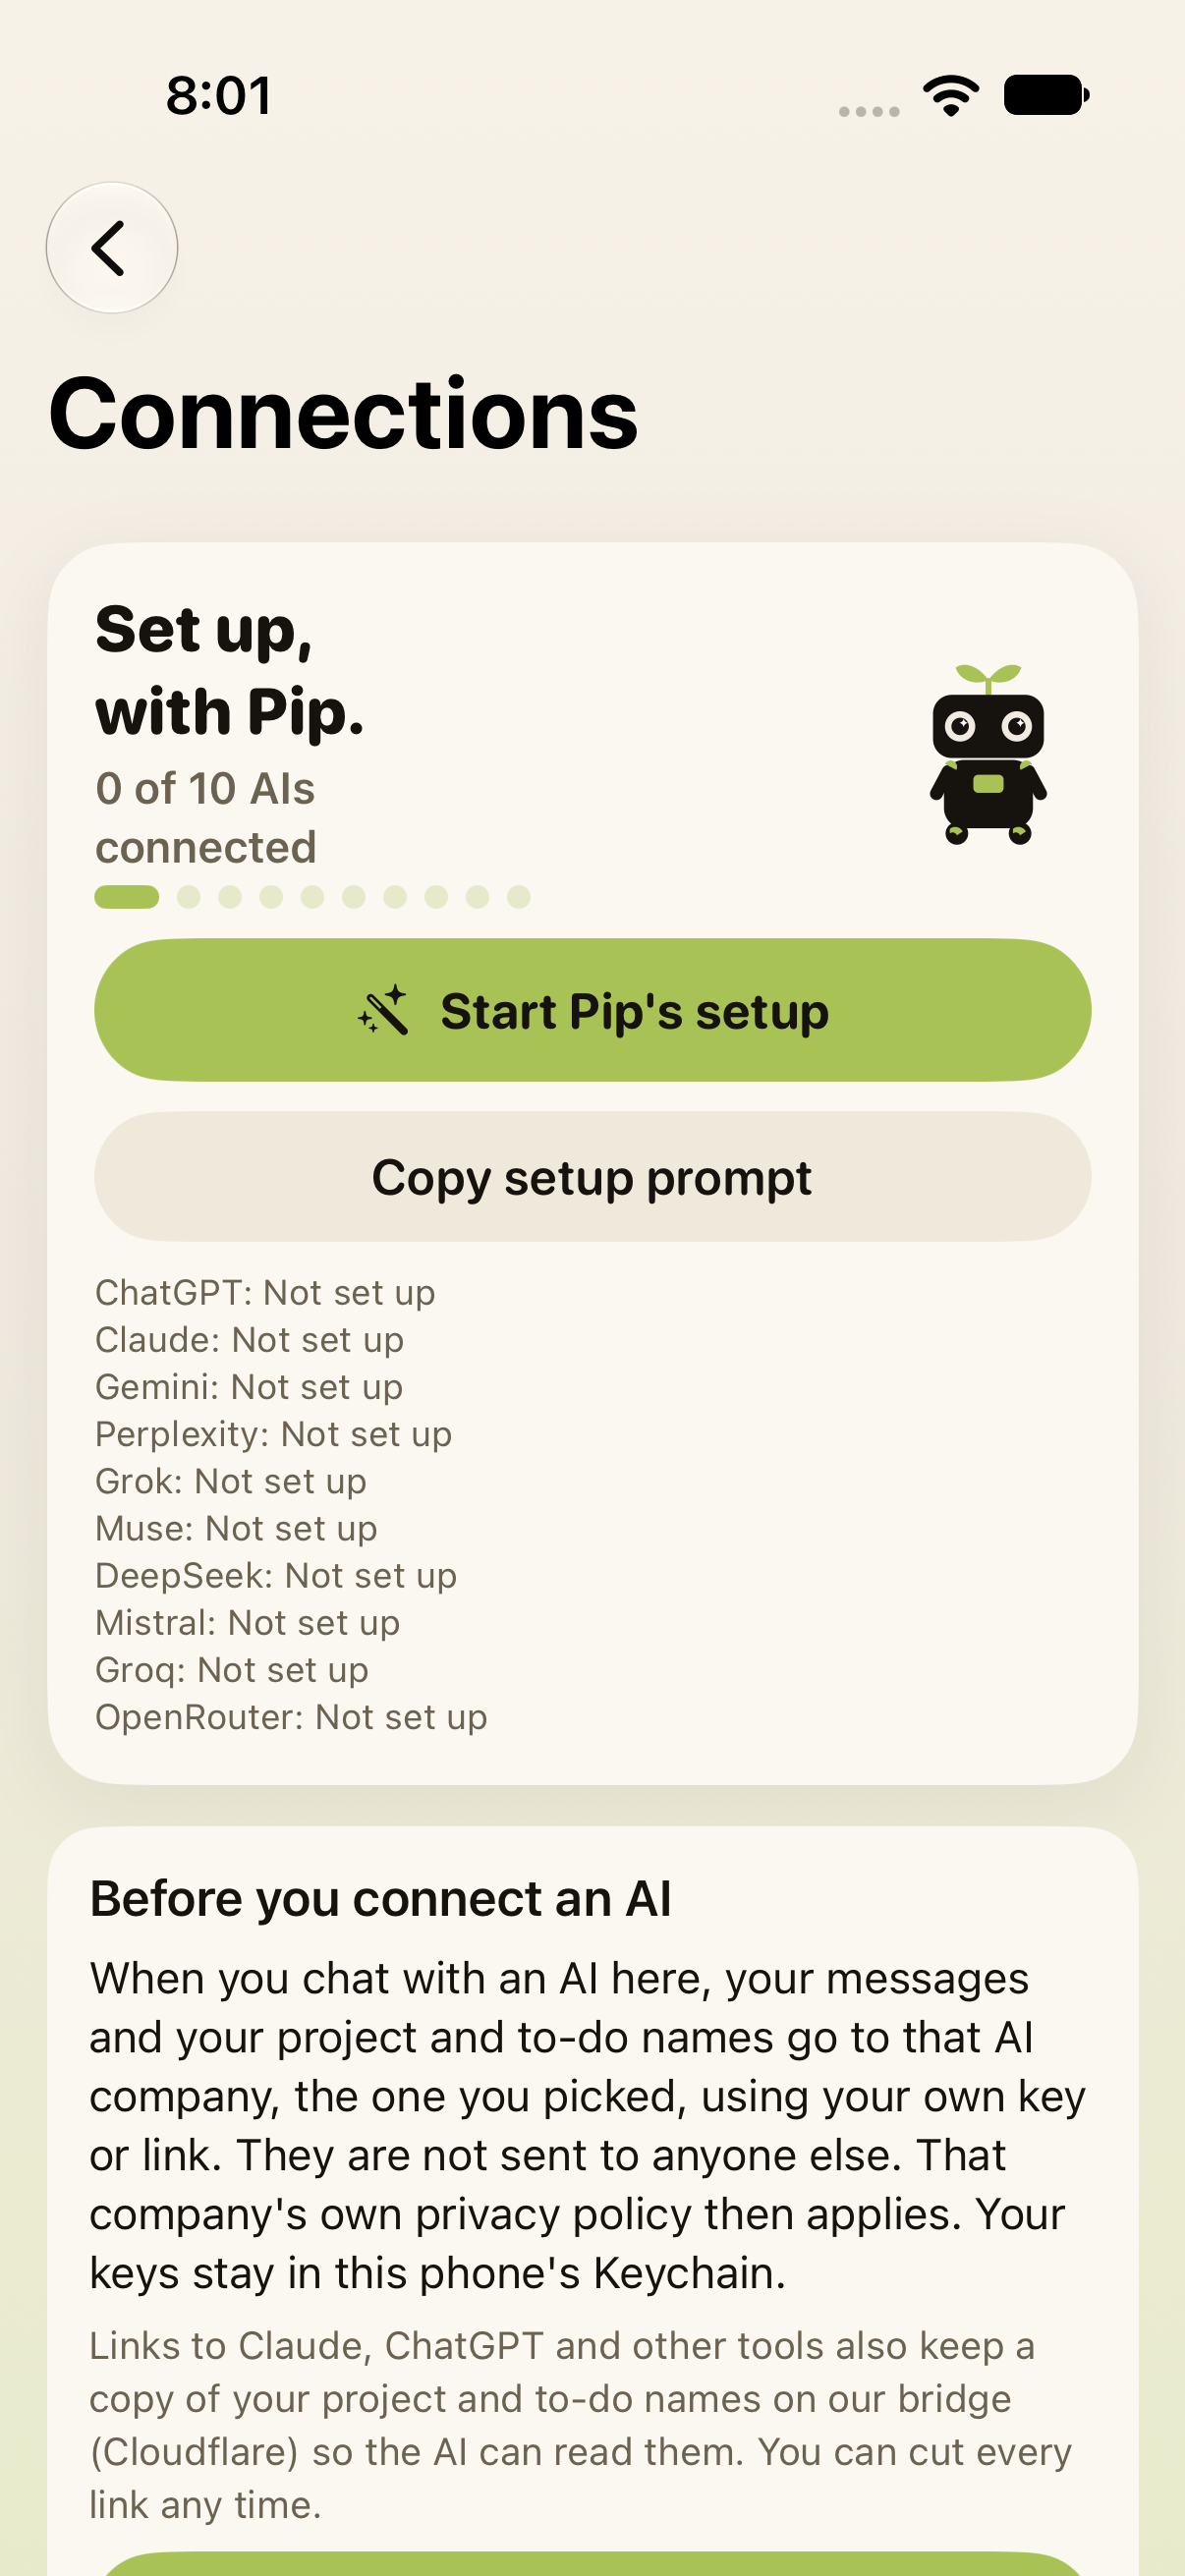 8:01
Connections
Set up,
with Pip.
0 of 10 AIs
connected
Start Pip's setup
Copy setup prompt
ChatGPT: Not set up
Claude: Not set up
Gemini: Not set up
Perplexity: Not set up
Grok: Not set up
Muse: Not set up
DeepSeek: Not set up
Mistral: Not set up
Groq: Not set up
OpenRouter: Not set up
Before you connect an AI
When you chat with an AI here, your messages
and your project and to-do names go to that AI
company, the one you picked, using your own key
or link. They are not sent to anyone else. That
company's own privacy policy then applies. Your
keys stay in this phone's Keychain.
Links to Claude, ChatGPT and other tools also keep a
copy of your project and to-do names on our bridge
(Cloudflare) so the AI can read them. You can cut every
link any time.